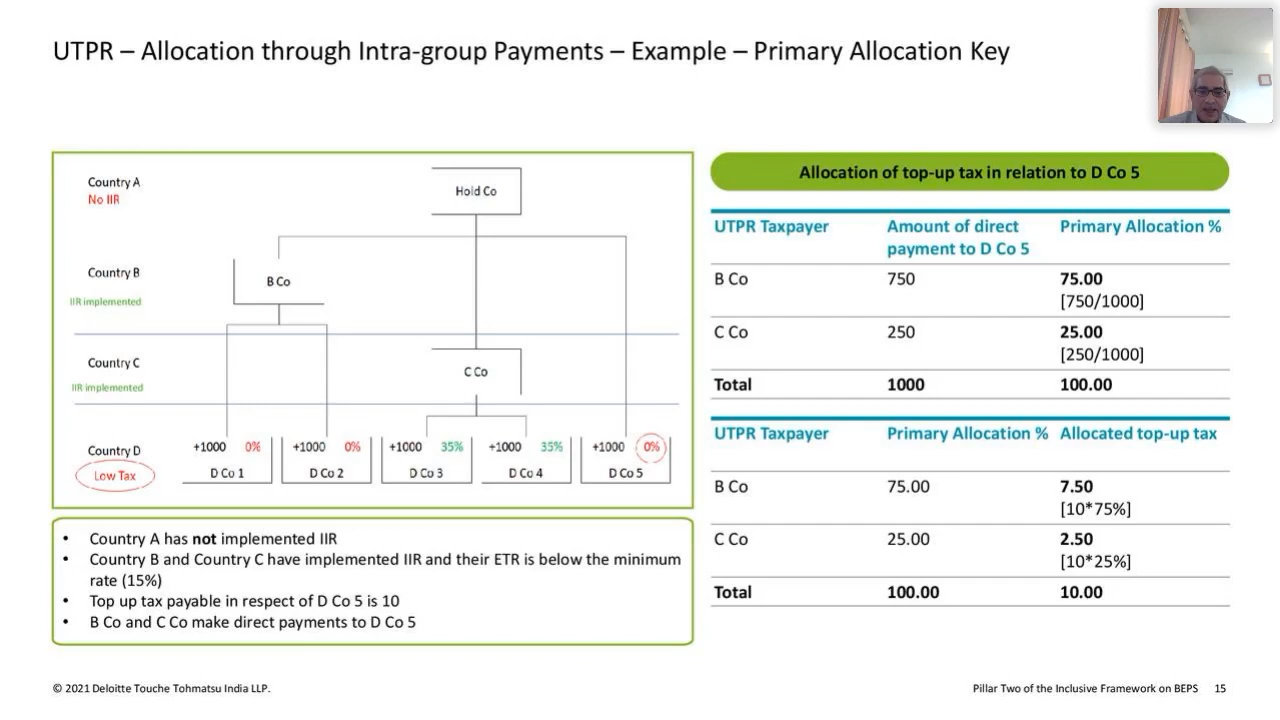 UTPR – Allocation through Intra-group Payments – Example – Primary Allocation Key
Country A
No IIR
Hold Co
Country B
IIR implemented
B Co
Country C
IIR implemented
C Co
Country D
Low Tax
+1000 0%
D Co 1
+1000 0%
D Co 2
+1000 35%
D Co 3
+1000 35%
D Co 4
+1000 0%
D Co 5
• Country A has not implemented IIR
• Country B and Country C have implemented IIR and their ETR is below the minimum
rate (15%)
• Top up tax payable in respect of D Co 5 is 10
• B Co and C Co make direct payments to D Co 5
Allocation of top-up tax in relation to D Co 5
UTPR Taxpayer Amount of direct Primary Allocation %
payment to D Co 5
B Co 750 75.00
[750/1000]
C Co 250 25.00
[250/1000]
Total 1000 100.00
UTPR Taxpayer Primary Allocation % Allocated top-up tax
B Co 75.00 7.50
[10*75%]
C Co 25.00 2.50
[10*25%]
Total 100.00 10.00
© 2021 Deloitte Touche Tohmatsu India LLP.
Pillar Two of the Inclusive Framework on BEPS 15